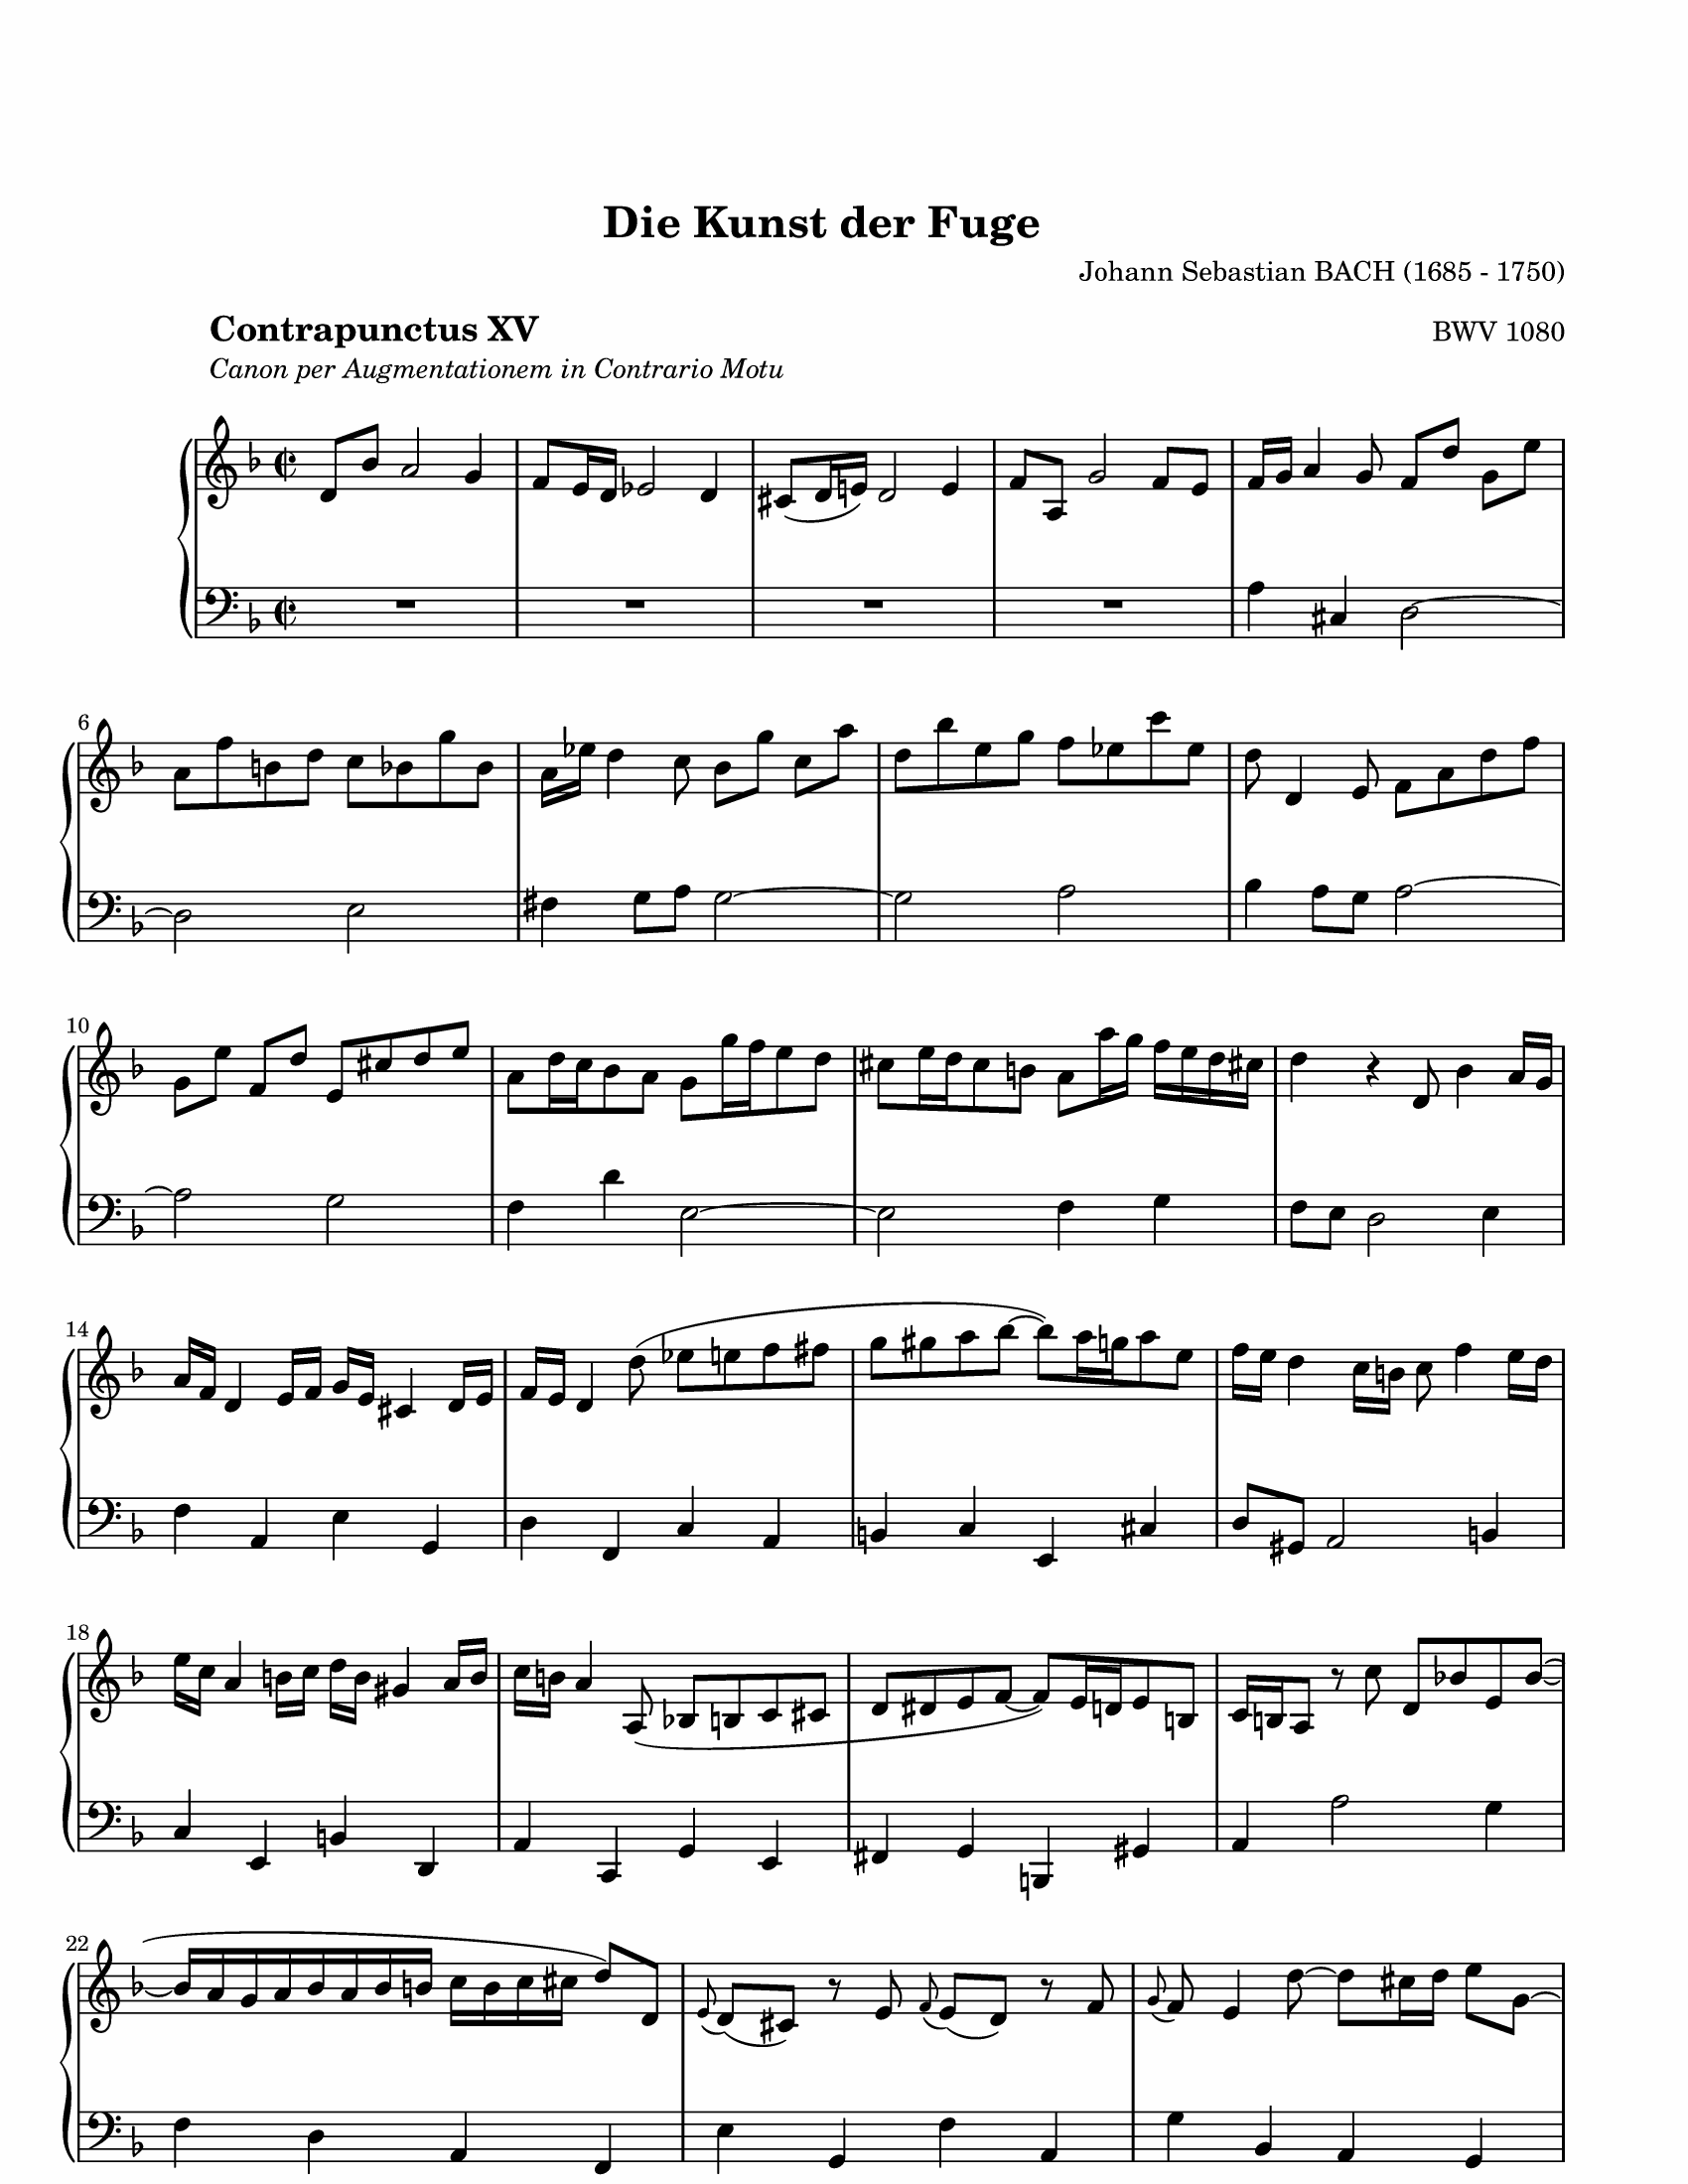 Die Kunst der Fuge
Johann Sebastian BACH (1685 - 1750)
Contrapunctus XV
BWV 1080
Canon per Augmentationem in Contrario Motu
6
10
14
18
22